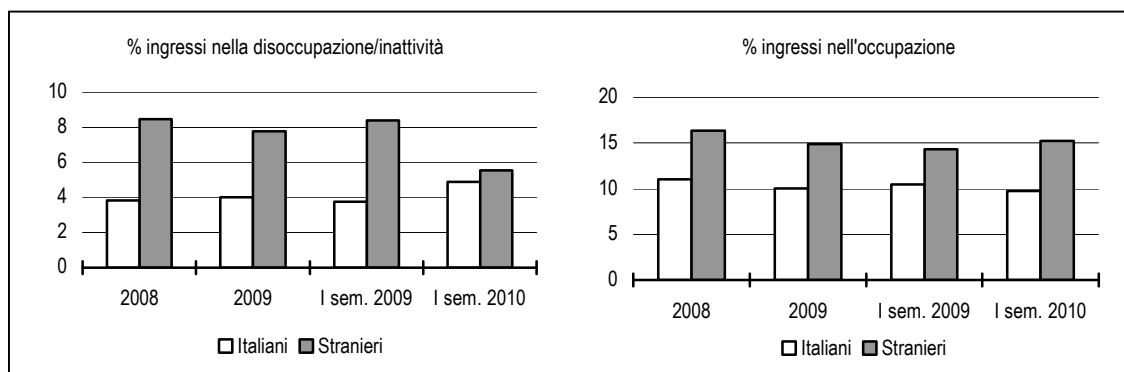 % ingressi nella disoccupazione/inattività
10
8
6
4
2
0
2008 2009 I sem. 2009 I sem. 2010
Italiani Stranieri
% ingressi nell'occupazione
20
15
10
5
0
2008 2009 I sem. 2009 I sem. 2010
Italiani Stranieri